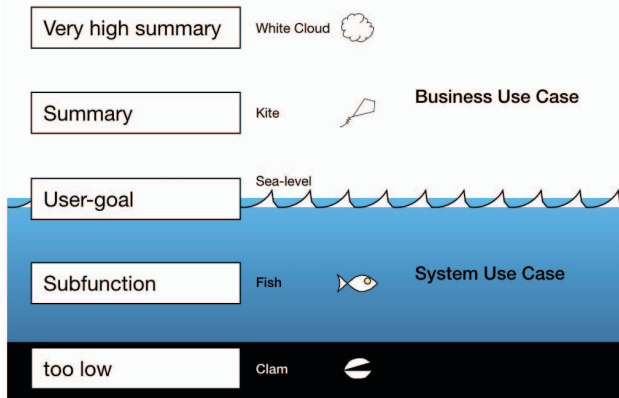 Very high summary White Cloud
Summary Kite Business Use Case
Sea-level
User-goal
Subfunction Fish System Use Case
too low Clam